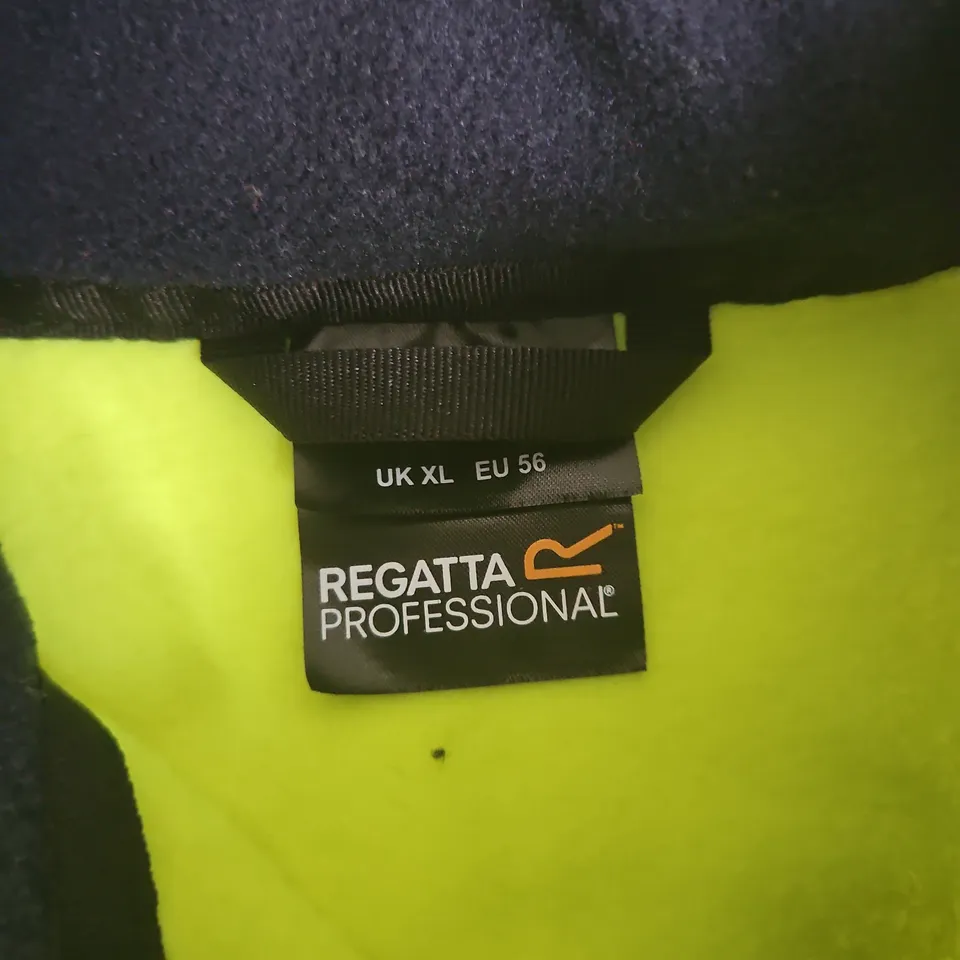 UK XL EU 56
REGATTA
PROFESSIONAL®